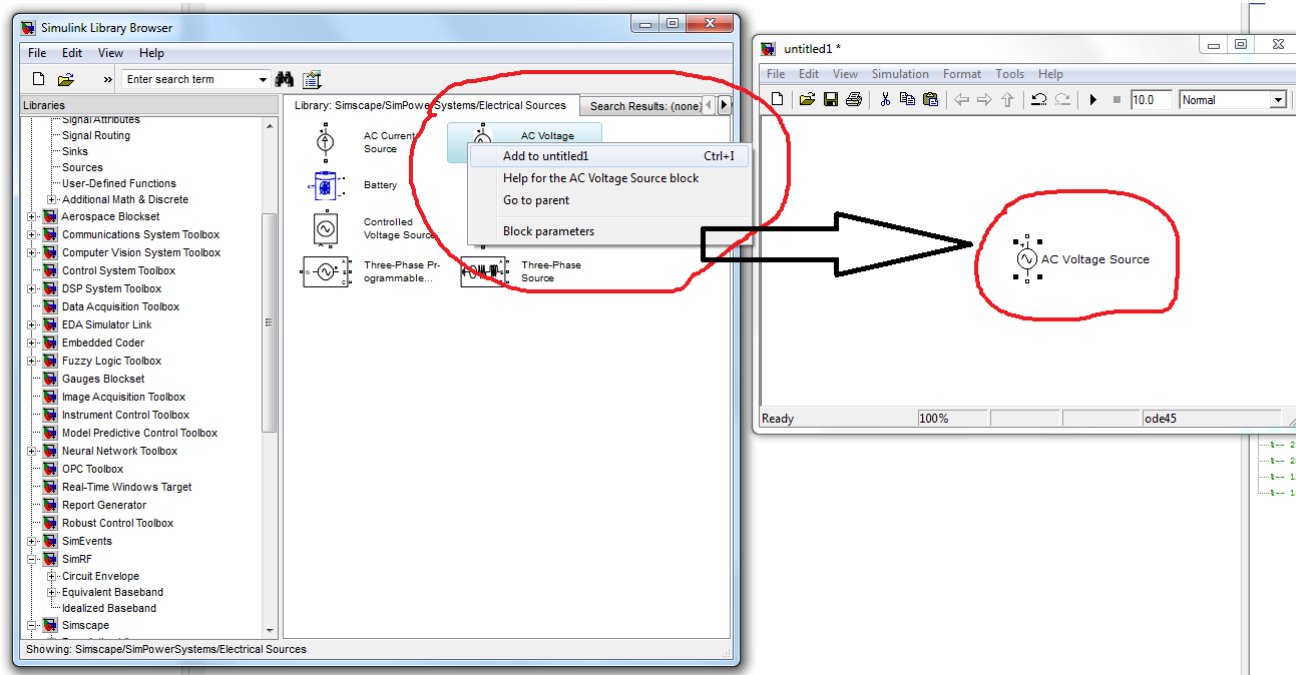 Simulink Library Browser
File Edit View Help
» Enter search term
Libraries
Signal Attributes
Signal Routing
Sinks
Sources
User-Defined Functions
Additional Math & Discrete
Aerospace Blockset
Communications System Toolbox
Computer Vision System Toolbox
Control System Toolbox
DSP System Toolbox
Data Acquisition Toolbox
EDA Simulator Link
Embedded Coder
Fuzzy Logic Toolbox
Gauges Blockset
Image Acquisition Toolbox
Instrument Control Toolbox
Model Predictive Control Toolbox
Neural Network Toolbox
OPC Toolbox
Real-Time Windows Target
Report Generator
Robust Control Toolbox
SimEvents
SimRF
Circuit Envelope
Equivalent Baseband
Idealized Baseband
Simscape
Library: Simscape/SimPowerSystems/Electrical Sources Search Results: (none)
AC Current
Source
AC Voltage
Battery
Controlled
Voltage Source
Three-Phase Pr-
ogrammable...
Three-Phase
Source
Add to untitled1 Ctrl+I
Help for the AC Voltage Source block
Go to parent
Block parameters
Showing: Simscape/SimPowerSystems/Electrical Sources
untitled1 *
File Edit View Simulation Format Tools Help
10.0 Normal
AC Voltage Source
Ready 100% ode45